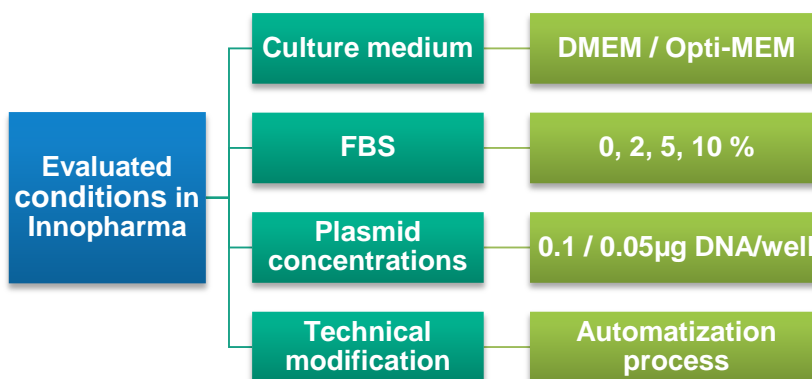 Culture medium
DMEM / Opti-MEM
FBS
0, 2, 5, 10 %
Evaluated
conditions in
Innopharma
Plasmid
concentrations
0.1 / 0.05µg DNA/well
Technical
modification
Automatization
process